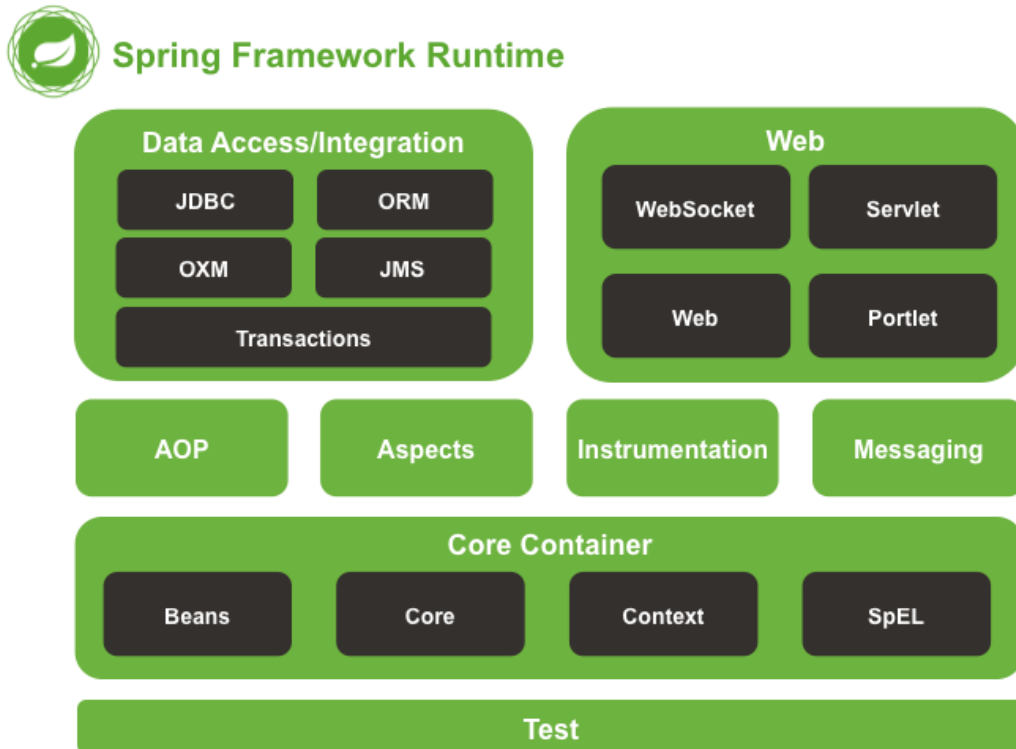 Spring Framework Runtime
Data Access/Integration
JDBC
ORM
OXM
JMS
Transactions
Web
WebSocket
Servlet
Web
Portlet
AOP
Aspects
Instrumentation
Messaging
Core Container
Beans
Core
Context
SpEL
Test